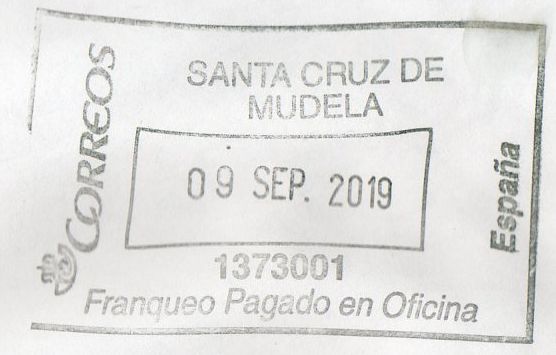 CORREOS
SANTA CRUZ DE
MUDELA
09 SEP. 2019
1373001
Franqueo Pagado en Oficina
España